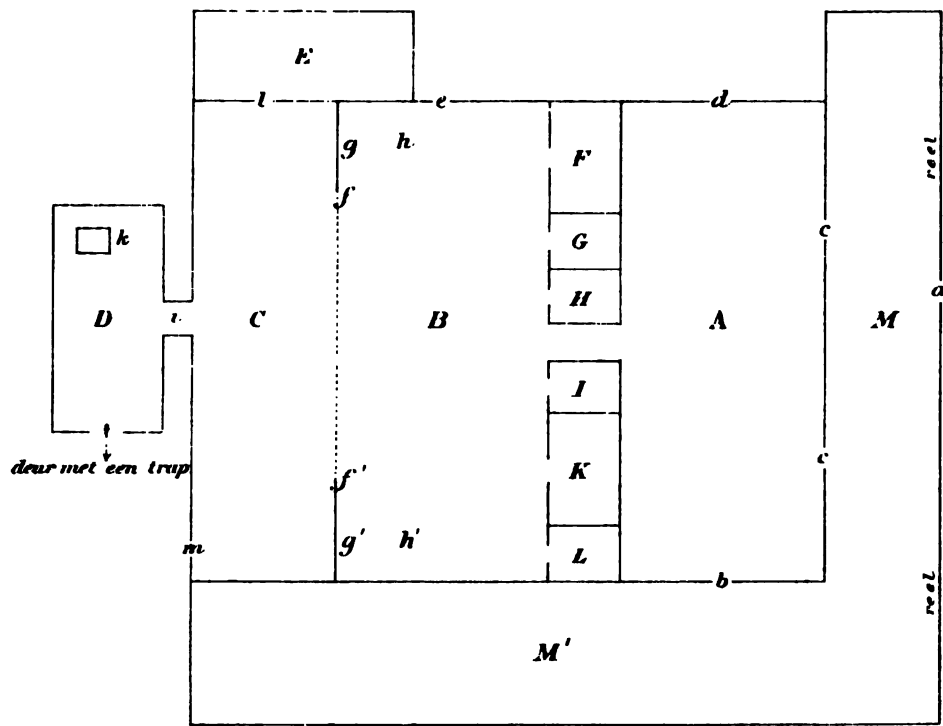 E
l e d
g h F
f
G
c
reel
k
D i. C B H A M a
I
deur met een trap
f' K c
m g' h' L
b
reel
M'